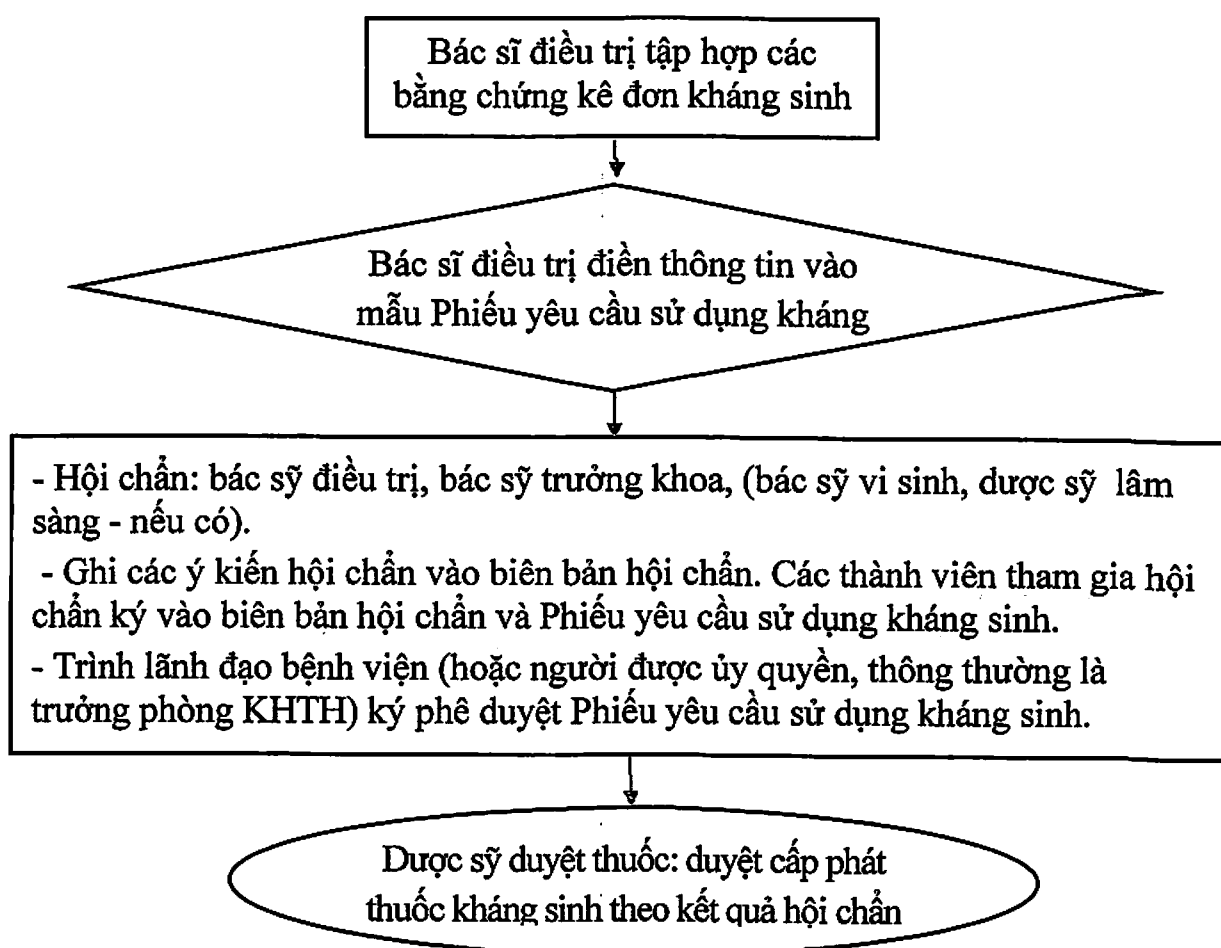 Bác sĩ điều trị tập hợp các
bằng chứng kê đơn kháng sinh
Bác sĩ điều trị điền thông tin vào
mẫu Phiếu yêu cầu sử dụng kháng
- Hội chẩn: bác sỹ điều trị, bác sỹ trưởng khoa, (bác sỹ vi sinh, dược sỹ lâm
sàng - nếu có).
- Ghi các ý kiến hội chẩn vào biên bản hội chẩn. Các thành viên tham gia hội
chẩn ký vào biên bản hội chẩn và Phiếu yêu cầu sử dụng kháng sinh.
- Trình lãnh đạo bệnh viện (hoặc người được ủy quyền, thông thường là
trưởng phòng KHTH) ký phê duyệt Phiếu yêu cầu sử dụng kháng sinh.
Dược sỹ duyệt thuốc: duyệt cấp phát
thuốc kháng sinh theo kết quả hội chẩn